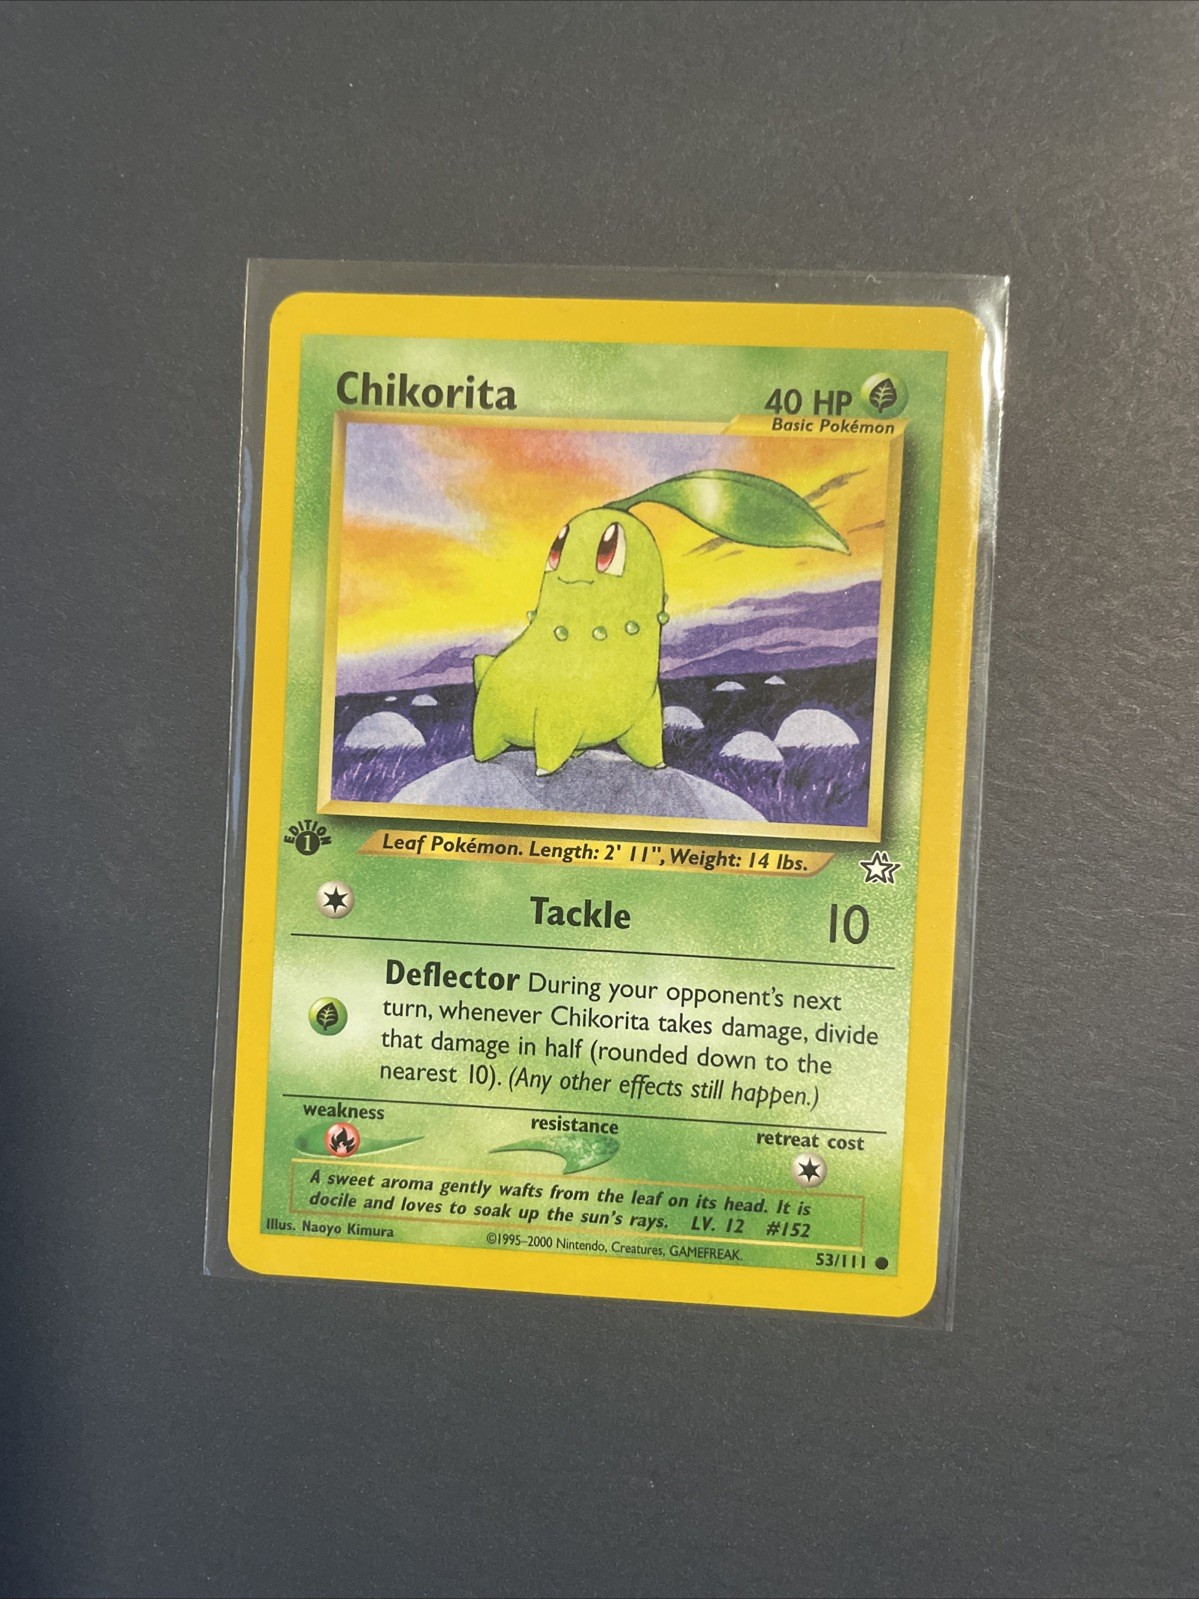 Chikorita
40 HP
Basic Pokémon
EDITION
1
Leaf Pokémon. Length: 2' 11", Weight: 14 lbs.
Tackle 10
Deflector During your opponent's next
turn, whenever Chikorita takes damage, divide
that damage in half (rounded down to the
nearest 10). (Any other effects still happen.)
weakness resistance retreat cost
A sweet aroma gently wafts from the leaf on its head. It is
docile and loves to soak up the sun's rays. LV. 12 #152
Illus. Naoyo Kimura ©1995–2000 Nintendo, Creatures, GAMEFREAK. 53/111